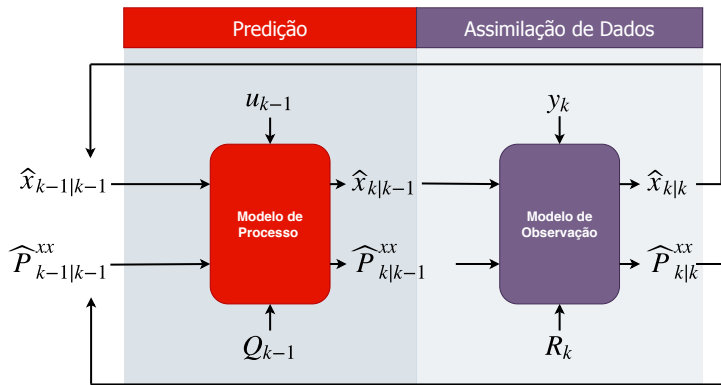 Predição Assimilação de Dados
u_{k−1} y_k
x̂_{k-1|k-1} x̂_{k|k-1} x̂_{k|k}
Modelo de Processo Modelo de Observação
P̂^{xx}_{k-1|k-1} P̂^{xx}_{k|k-1} P̂^{xx}_{k|k}
Q_{k−1} R_k